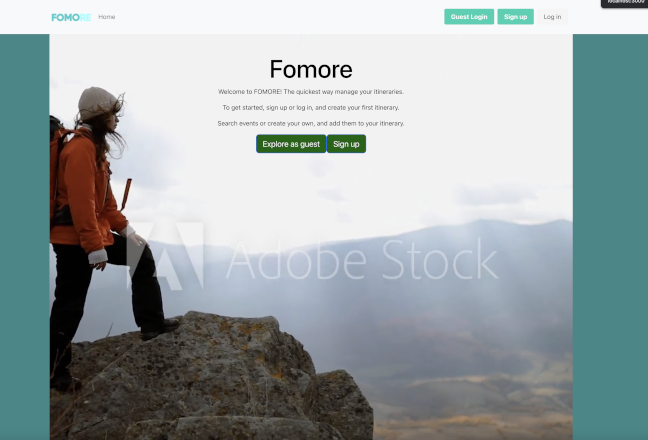 FOMORE Home Guest Login Sign up Log in
Fomore
Welcome to FOMORE! The quickest way manage your itineraries.
To get started, sign up or log in, and create your first itinerary.
Search events or create your own, and add them to your itinerary.
Explore as guest Sign up
Adobe Stock